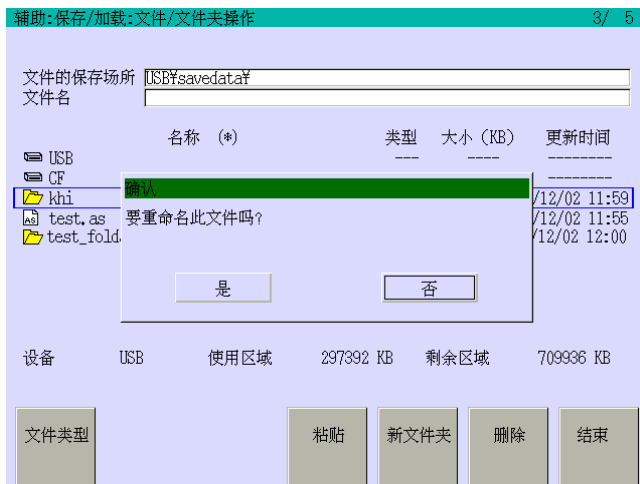 辅助:保存/加载:文件/文件夹操作 3/ 5
文件的保存场所 USB¥savedata¥
文件名
名称 (*) 类型 大小 (KB) 更新时间
USB --- ---- --------
CF --------
khi /12/02 11:59
test.as /12/02 11:55
test_fold. /12/02 12:00
确认
要重命名此文件吗?
是 否
设备 USB 使用区域 297392 KB 剩余区域 709936 KB
文件类型 粘贴 新文件夹 删除 结束